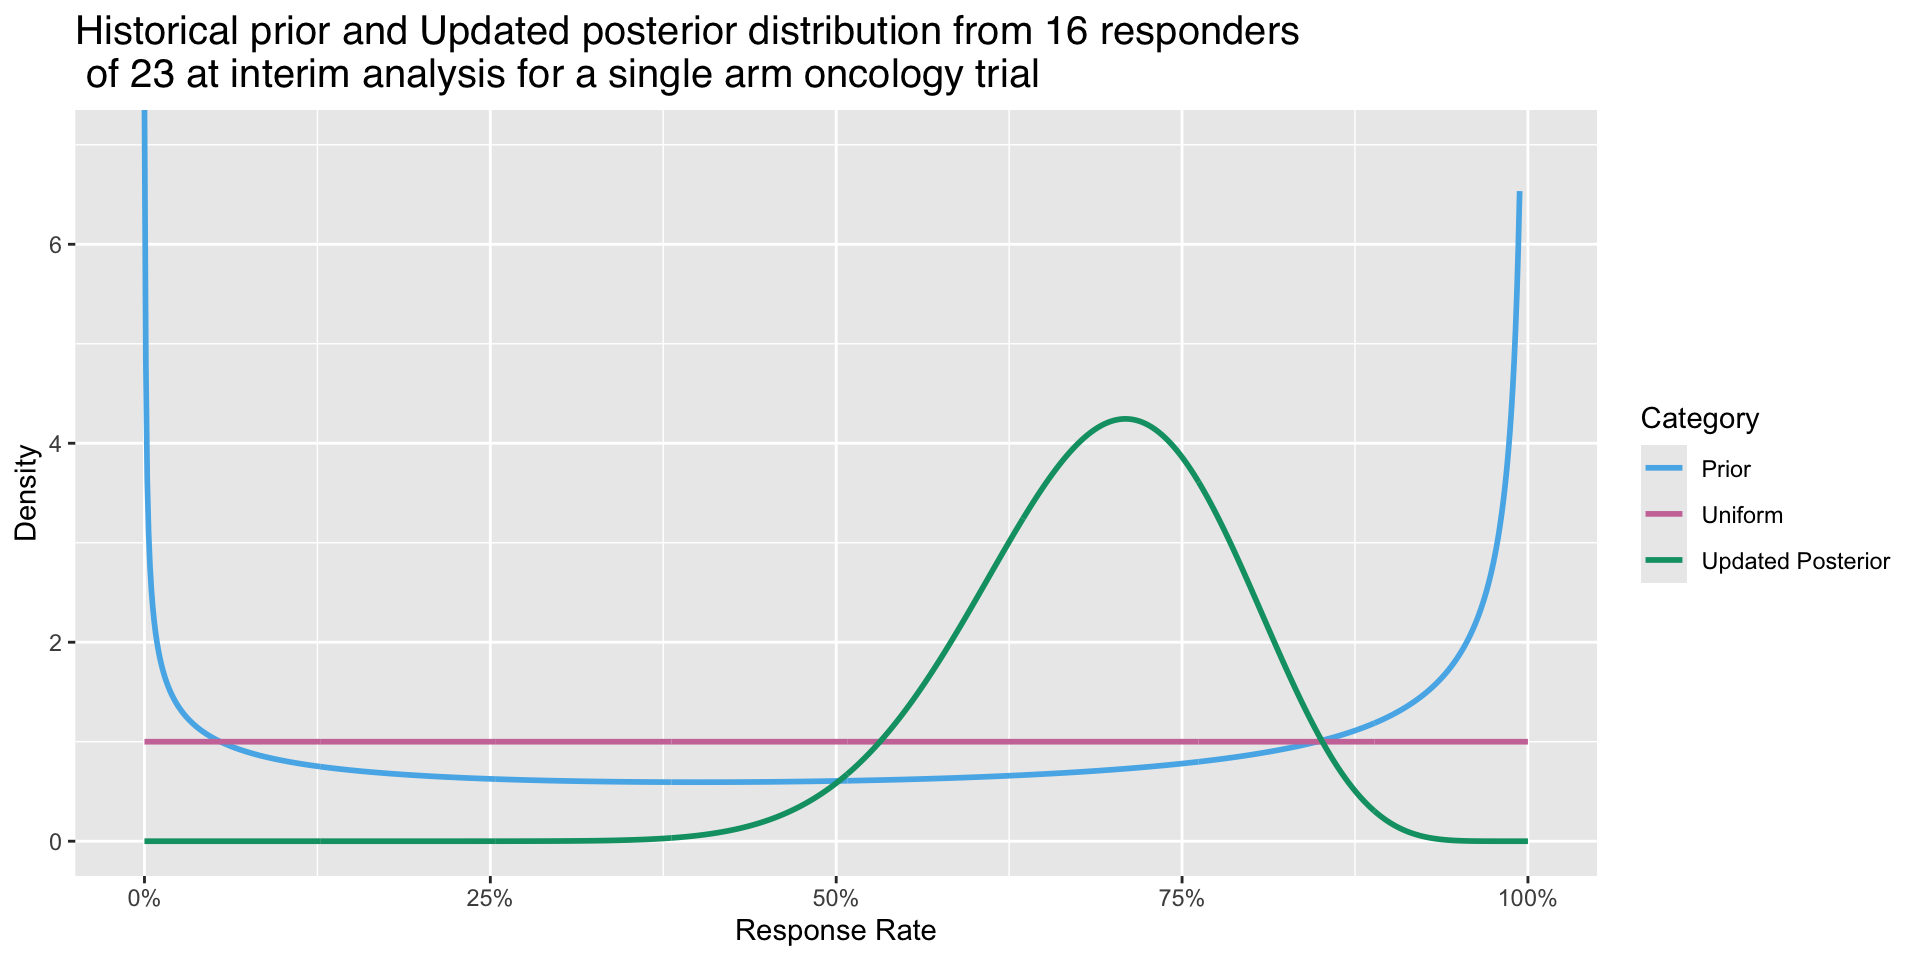 Historical prior and Updated posterior distribution from 16 responders
of 23 at interim analysis for a single arm oncology trial
6
4
2
0
Density
0% 25% 50% 75% 100%
Response Rate
Category
Prior
Uniform
Updated Posterior